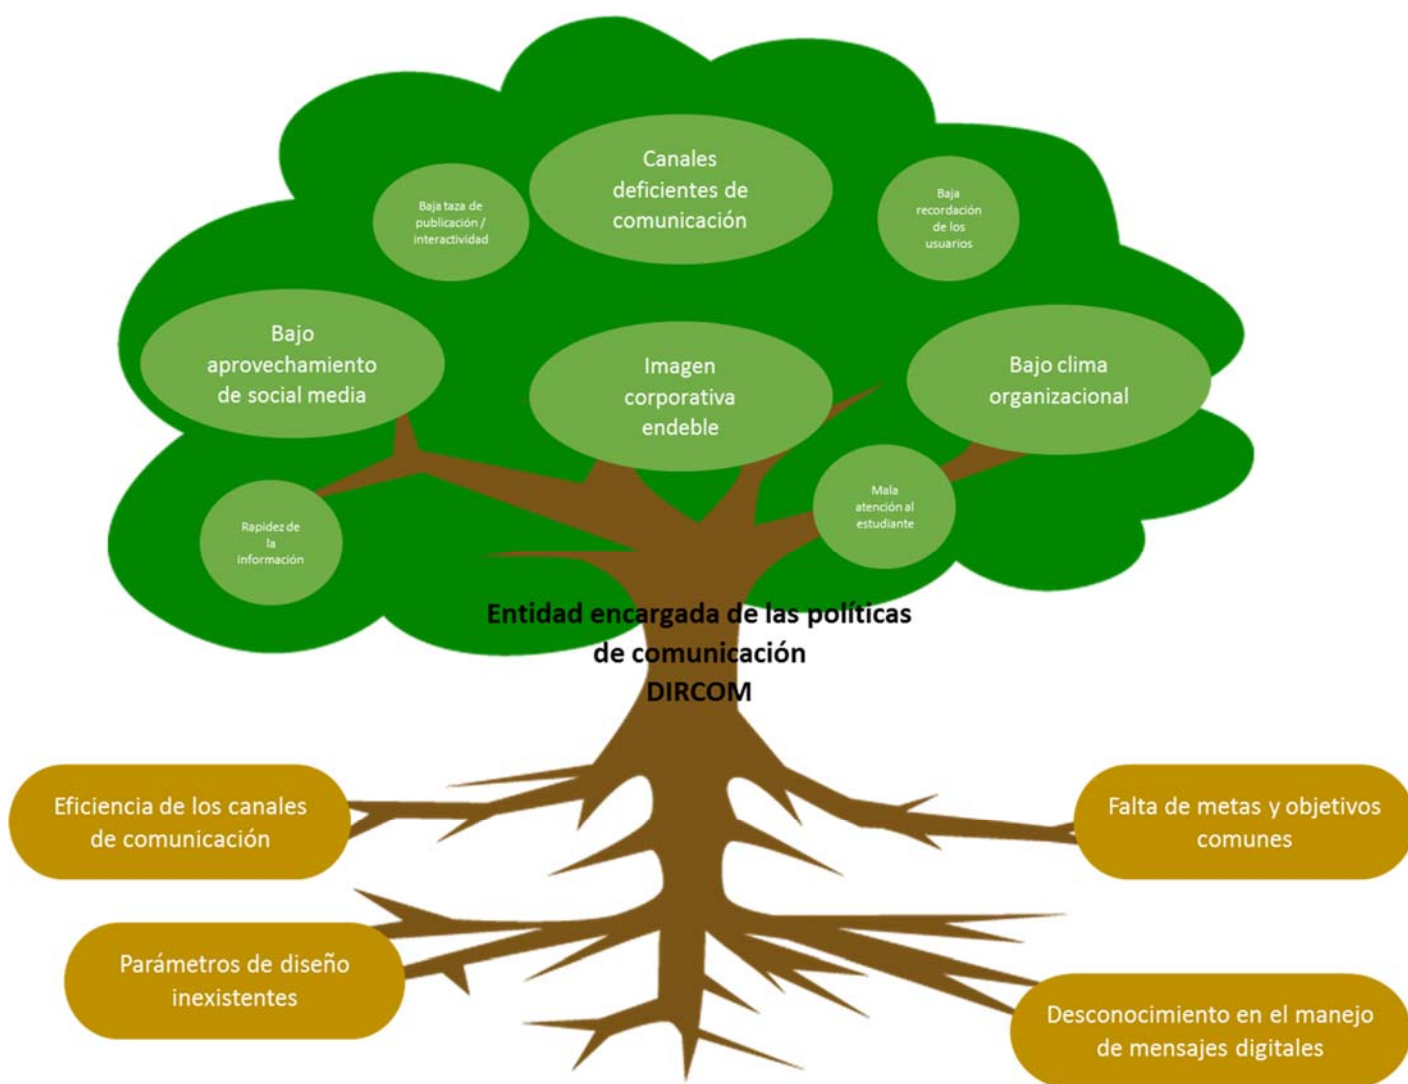 Canales
deficientes de
comunicación
Baja taza de
publicación /
interactividad
Baja
recordación
de los
usuarios
Bajo
aprovechamiento
de social media
Imagen
corporativa
endeble
Bajo clima
organizacional
Rapidez de
la
información
Mala
atención al
estudiante
Entidad encargada de las políticas
de comunicación
DIRCOM
Eficiencia de los canales
de comunicación
Falta de metas y objetivos
comunes
Parámetros de diseño
inexistentes
Desconocimiento en el manejo
de mensajes digitales